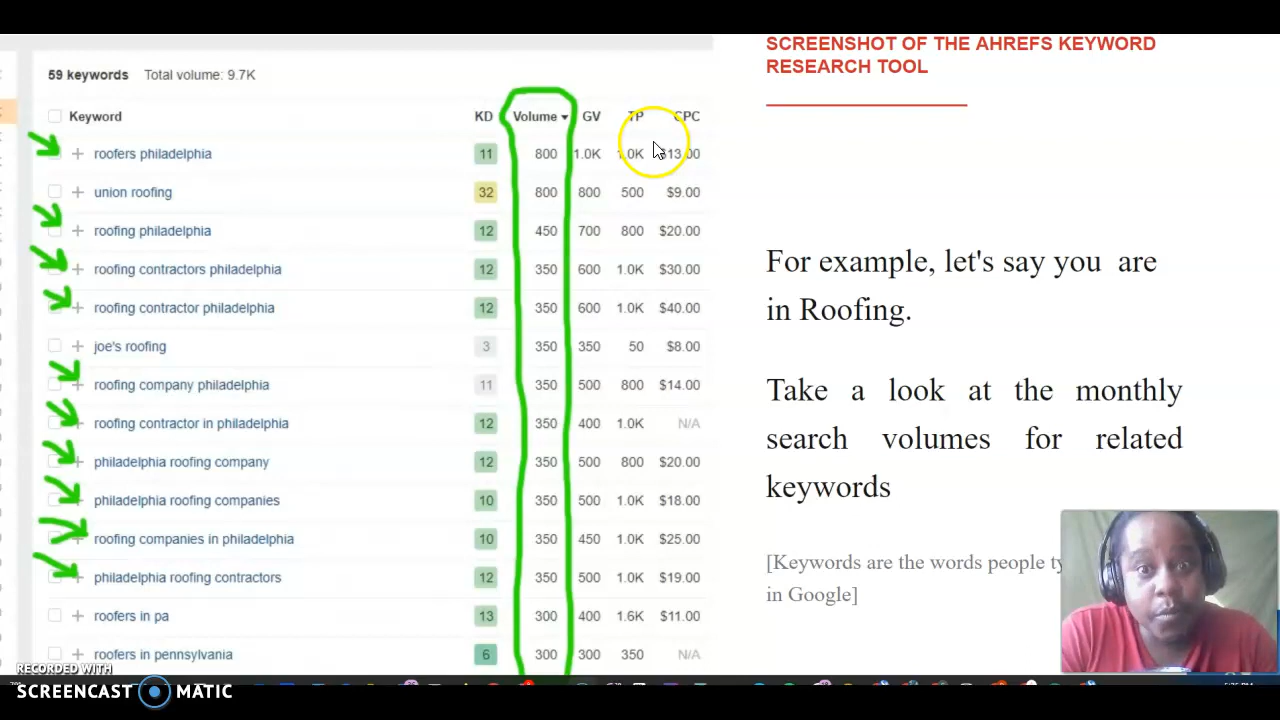 SCREENSHOT OF THE AHREFS KEYWORD
RESEARCH TOOL
59 keywords Total volume: 9.7K
Keyword KD Volume GV TP CPC
roofers philadelphia 11 800 1.0K 1.0K $13.00
union roofing 32 800 800 500 $9.00
roofing philadelphia 12 450 700 800 $20.00
roofing contractors philadelphia 12 350 600 1.0K $30.00
roofing contractor philadelphia 12 350 600 1.0K $40.00
joe's roofing 3 350 350 50 $8.00
roofing company philadelphia 11 350 500 800 $14.00
roofing contractor in philadelphia 12 350 400 1.0K N/A
philadelphia roofing company 12 350 500 800 $20.00
philadelphia roofing companies 10 350 500 1.0K $18.00
roofing companies in philadelphia 10 350 450 1.0K $25.00
philadelphia roofing contractors 12 350 500 1.0K $19.00
roofers in pa 13 300 400 1.6K $11.00
roofers in pennsylvania 6 300 300 350 N/A
For example, let's say you are
in Roofing.
Take a look at the monthly
search volumes for related
keywords
[Keywords are the words people
in Google]
RECORDED WITH
SCREENCAST MATIC